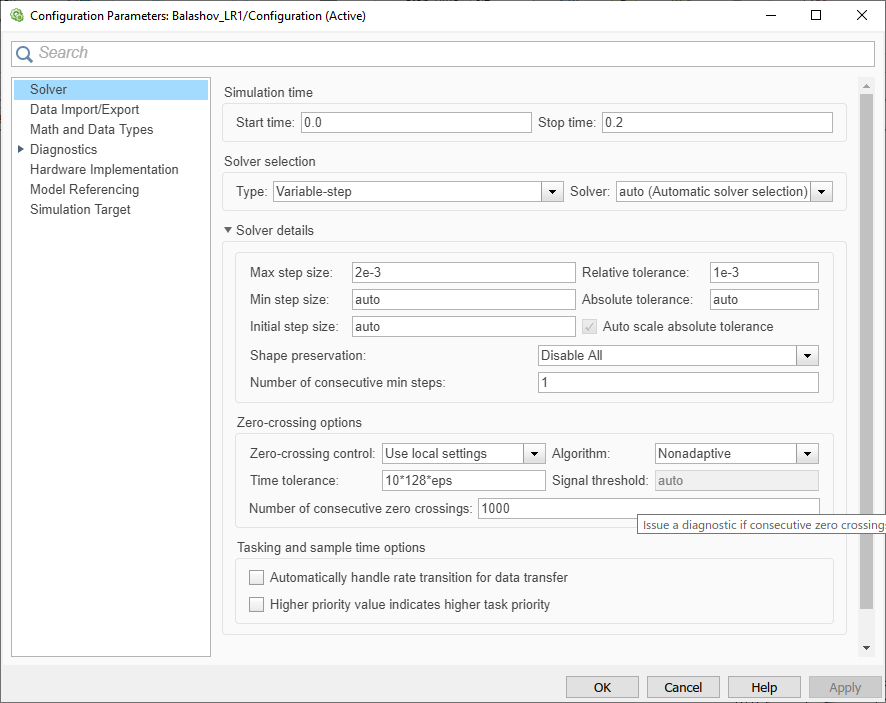 Configuration Parameters: Balashov_LR1/Configuration (Active)
Search
Solver
Data Import/Export
Math and Data Types
Diagnostics
Hardware Implementation
Model Referencing
Simulation Target
Simulation time
Start time: 0.0 Stop time: 0.2
Solver selection
Type: Variable-step Solver: auto (Automatic solver selection)
Solver details
Max step size: 2e-3 Relative tolerance: 1e-3
Min step size: auto Absolute tolerance: auto
Initial step size: auto Auto scale absolute tolerance
Shape preservation: Disable All
Number of consecutive min steps: 1
Zero-crossing options
Zero-crossing control: Use local settings Algorithm: Nonadaptive
Time tolerance: 10*128*eps Signal threshold: auto
Number of consecutive zero crossings: 1000
Issue a diagnostic if consecutive zero crossing
Tasking and sample time options
Automatically handle rate transition for data transfer
Higher priority value indicates higher task priority
OK Cancel Help Apply